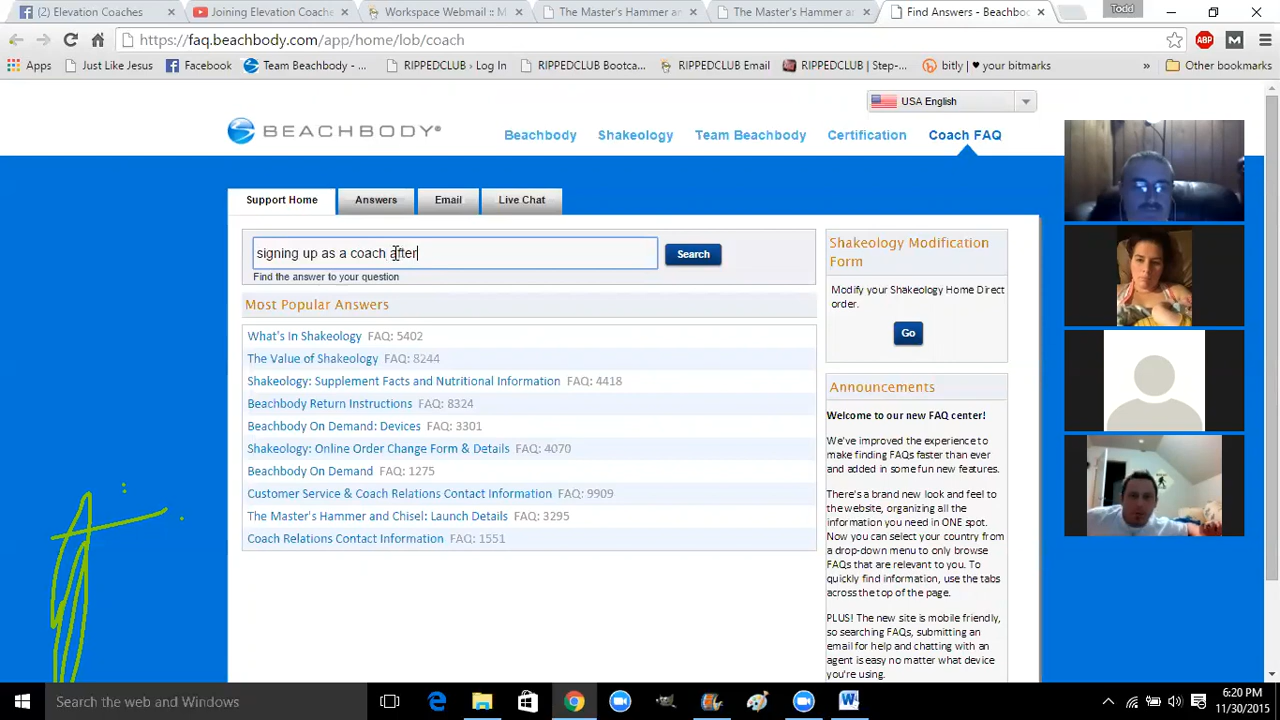 (2) Elevation Coaches
Joining Elevation Coache
Workspace Webmail :: M
The Master's Hammer an
The Master's Hammer a
Find Answers - Beachbo
Todd
https://faq.beachbody.com/app/home/lob/coach
ABP
M
Apps
Just Like Jesus
Facebook
Team Beachbody - ...
RIPPEDCLUB › Log In
RIPPEDCLUB Bootca...
RIPPEDCLUB Email
RIPPEDCLUB | Step-...
bitly | ♥ your bitmarks
»
Other bookmarks
USA English
BEACHBODY®
Beachbody
Shakeology
Team Beachbody
Certification
Coach FAQ
Support Home
Answers
Email
Live Chat
signing up as a coach after
Search
Find the answer to your question
Most Popular Answers
What's In Shakeology FAQ: 5402
The Value of Shakeology FAQ: 8244
Shakeology: Supplement Facts and Nutritional Information FAQ: 4418
Beachbody Return Instructions FAQ: 8324
Beachbody On Demand: Devices FAQ: 3301
Shakeology: Online Order Change Form & Details FAQ: 4070
Beachbody On Demand FAQ: 1275
Customer Service & Coach Relations Contact Information FAQ: 9909
The Master's Hammer and Chisel: Launch Details FAQ: 3295
Coach Relations Contact Information FAQ: 1551
Shakeology Modification
Form
Modify your Shakeology Home Direct
order.
Go
Announcements
Welcome to our new FAQ center!
We've improved the experience to
make finding FAQs faster than ever
and added in some fun new features.
There's a brand new look and feel to
the website, organizing all the
information you need in ONE spot.
Now you can select your country from
a drop-down menu to only browse
FAQs that are relevant to you. To
quickly find information, use the tabs
across the top of the page.
PLUS! The new site is mobile friendly,
so searching FAQs, submitting an
email for help and chatting with an
agent is easy no matter what device
you're using.
Search the web and Windows
6:20 PM
11/30/2015